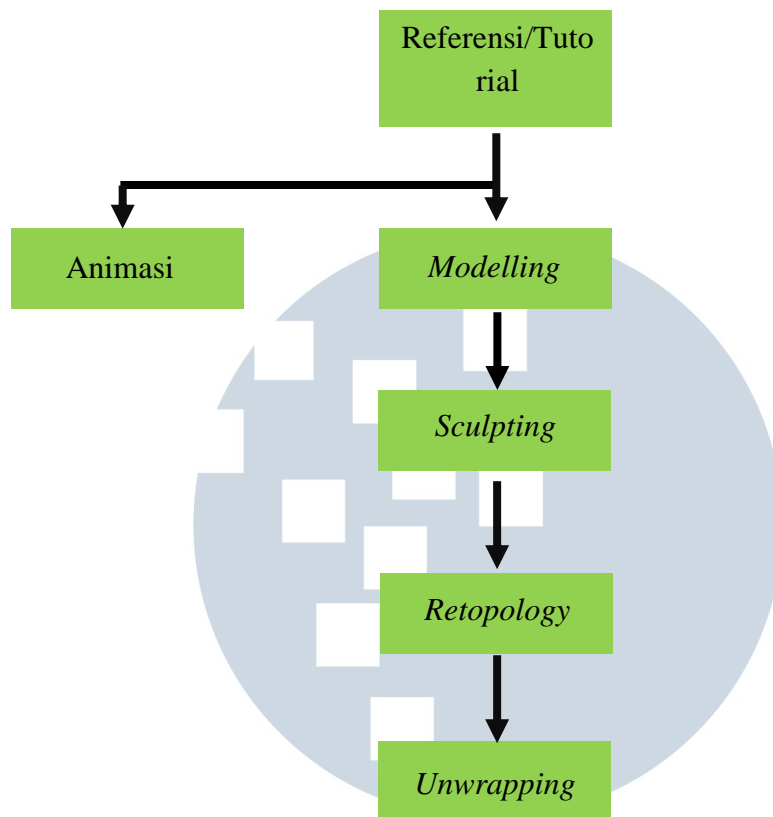 Referensi/Tuto
rial
Animasi
Modelling
Sculpting
Retopology
Unwrapping